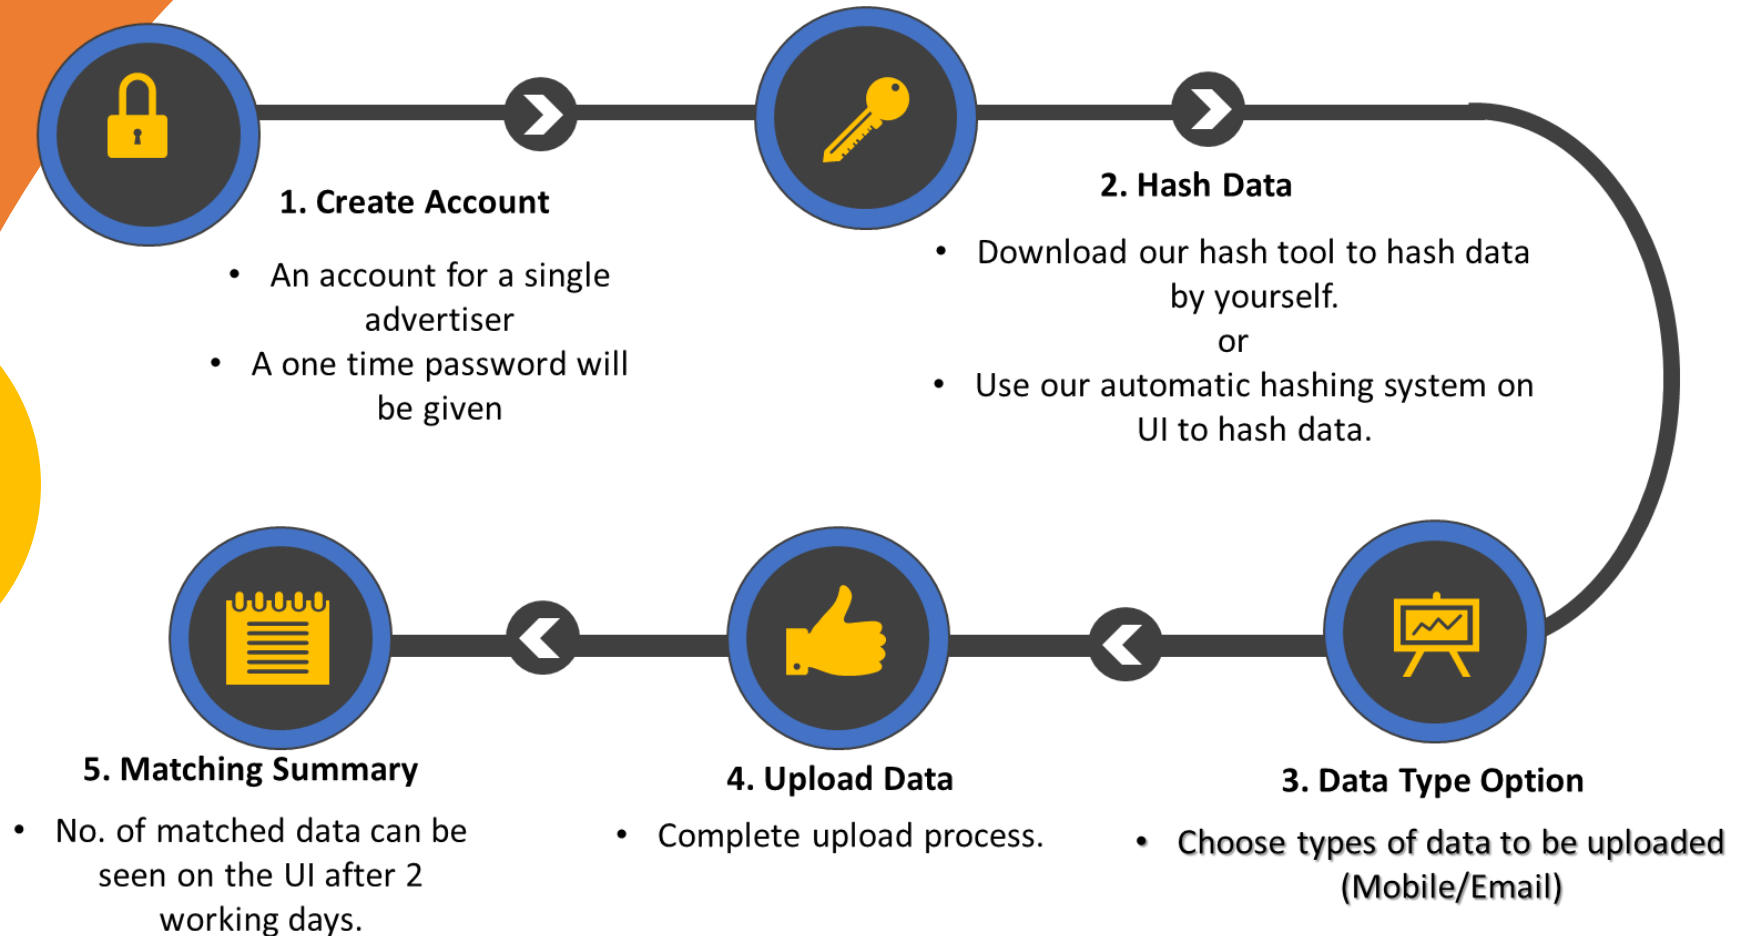 1. Create Account
• An account for a single
advertiser
• A one time password will
be given
2. Hash Data
• Download our hash tool to hash data
by yourself.
or
• Use our automatic hashing system on
UI to hash data.
3. Data Type Option
• Choose types of data to be uploaded
(Mobile/Email)
4. Upload Data
• Complete upload process.
5. Matching Summary
• No. of matched data can be
seen on the UI after 2
working days.